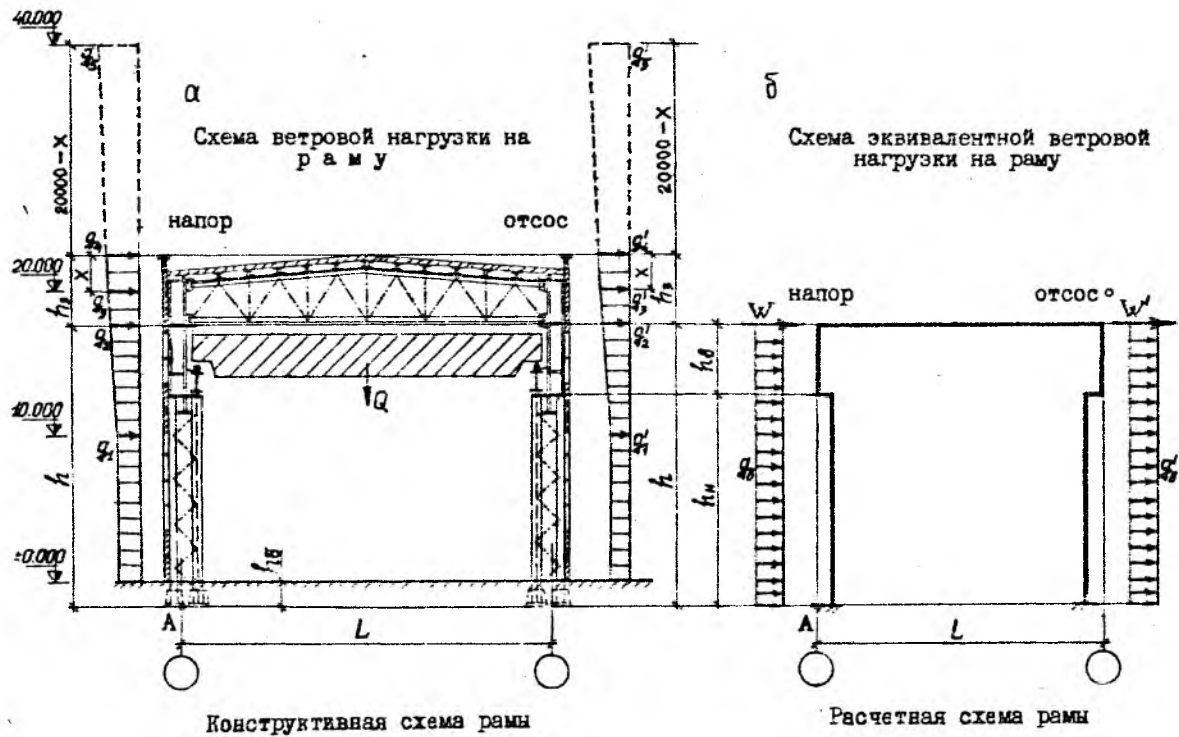 40.000
а
Схема ветровой нагрузки на
р а м у
б
Схема эквивалентной ветровой
нагрузки на раму
20000-X
20000-X
напор
отсос
20.000
X
X
напор
отсос
W
W'
Q
10.000
h
h
L
L
±0.000
A
A
Конструктивная схема рамы
Расчетная схема рамы